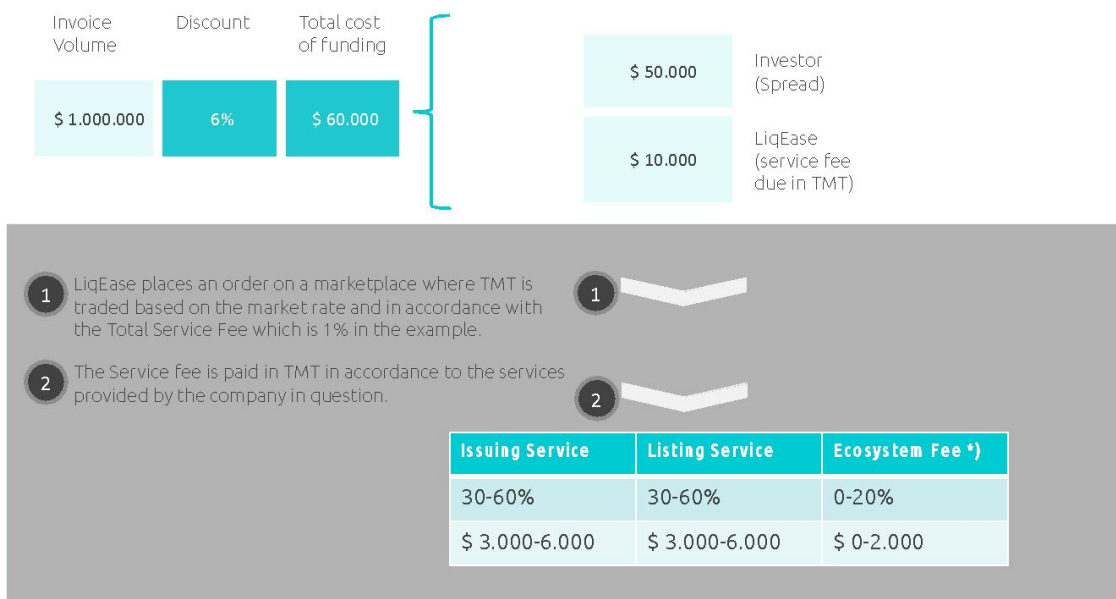 Invoice
Volume
Discount
Total cost
of funding
$ 1.000.000
6%
$ 60.000
$ 50.000
Investor
(Spread)
$ 10.000
LiqEase
(service fee
due in TMT)
1
LiqEase places an order on a marketplace where TMT is
traded based on the market rate and in accordance with
the Total Service Fee which is 1% in the example.
1
2
The Service fee is paid in TMT in accordance to the services
provided by the company in question.
2
Issuing Service
Listing Service
Ecosystem Fee *)
30-60%
30-60%
0-20%
$ 3.000-6.000
$ 3.000-6.000
$ 0-2.000